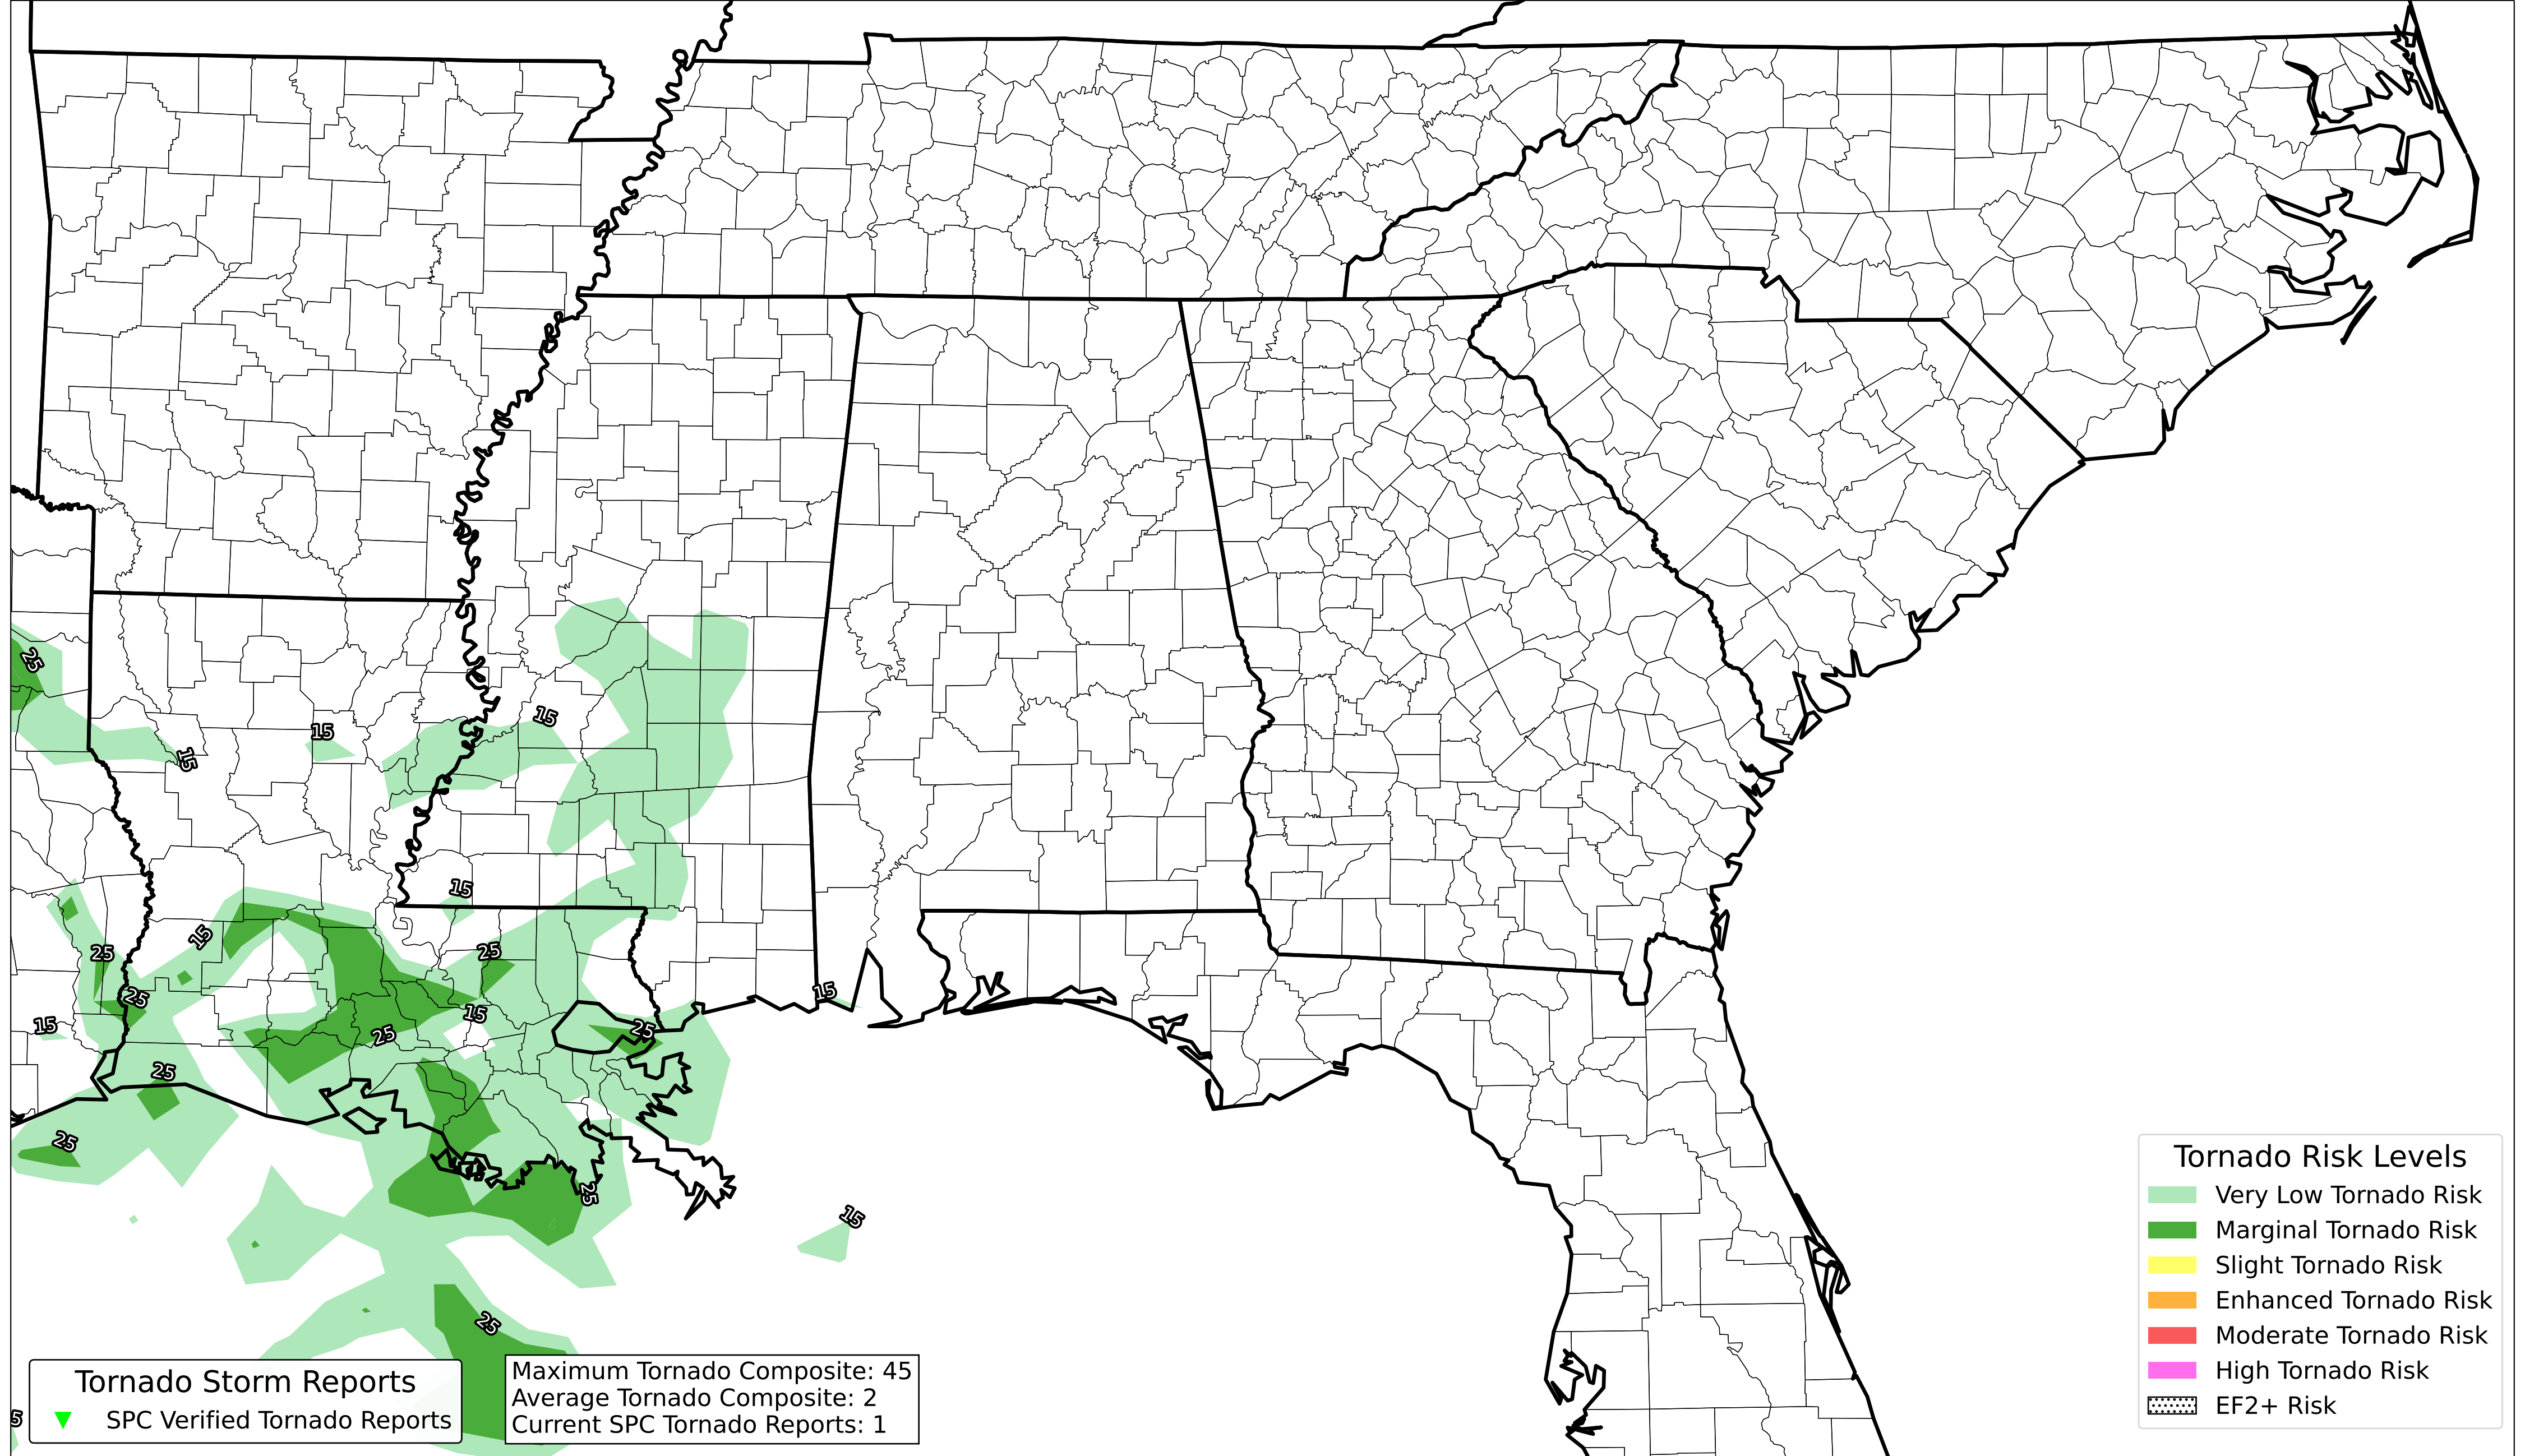 25
15
15
15
15
15
25
25
25
15
25
15
15
25
25
25
25
25
15
25
5
Tornado Storm Reports
SPC Verified Tornado Reports
Maximum Tornado Composite: 45
Average Tornado Composite: 2
Current SPC Tornado Reports: 1
Tornado Risk Levels
Very Low Tornado Risk
Marginal Tornado Risk
Slight Tornado Risk
Enhanced Tornado Risk
Moderate Tornado Risk
High Tornado Risk
EF2+ Risk